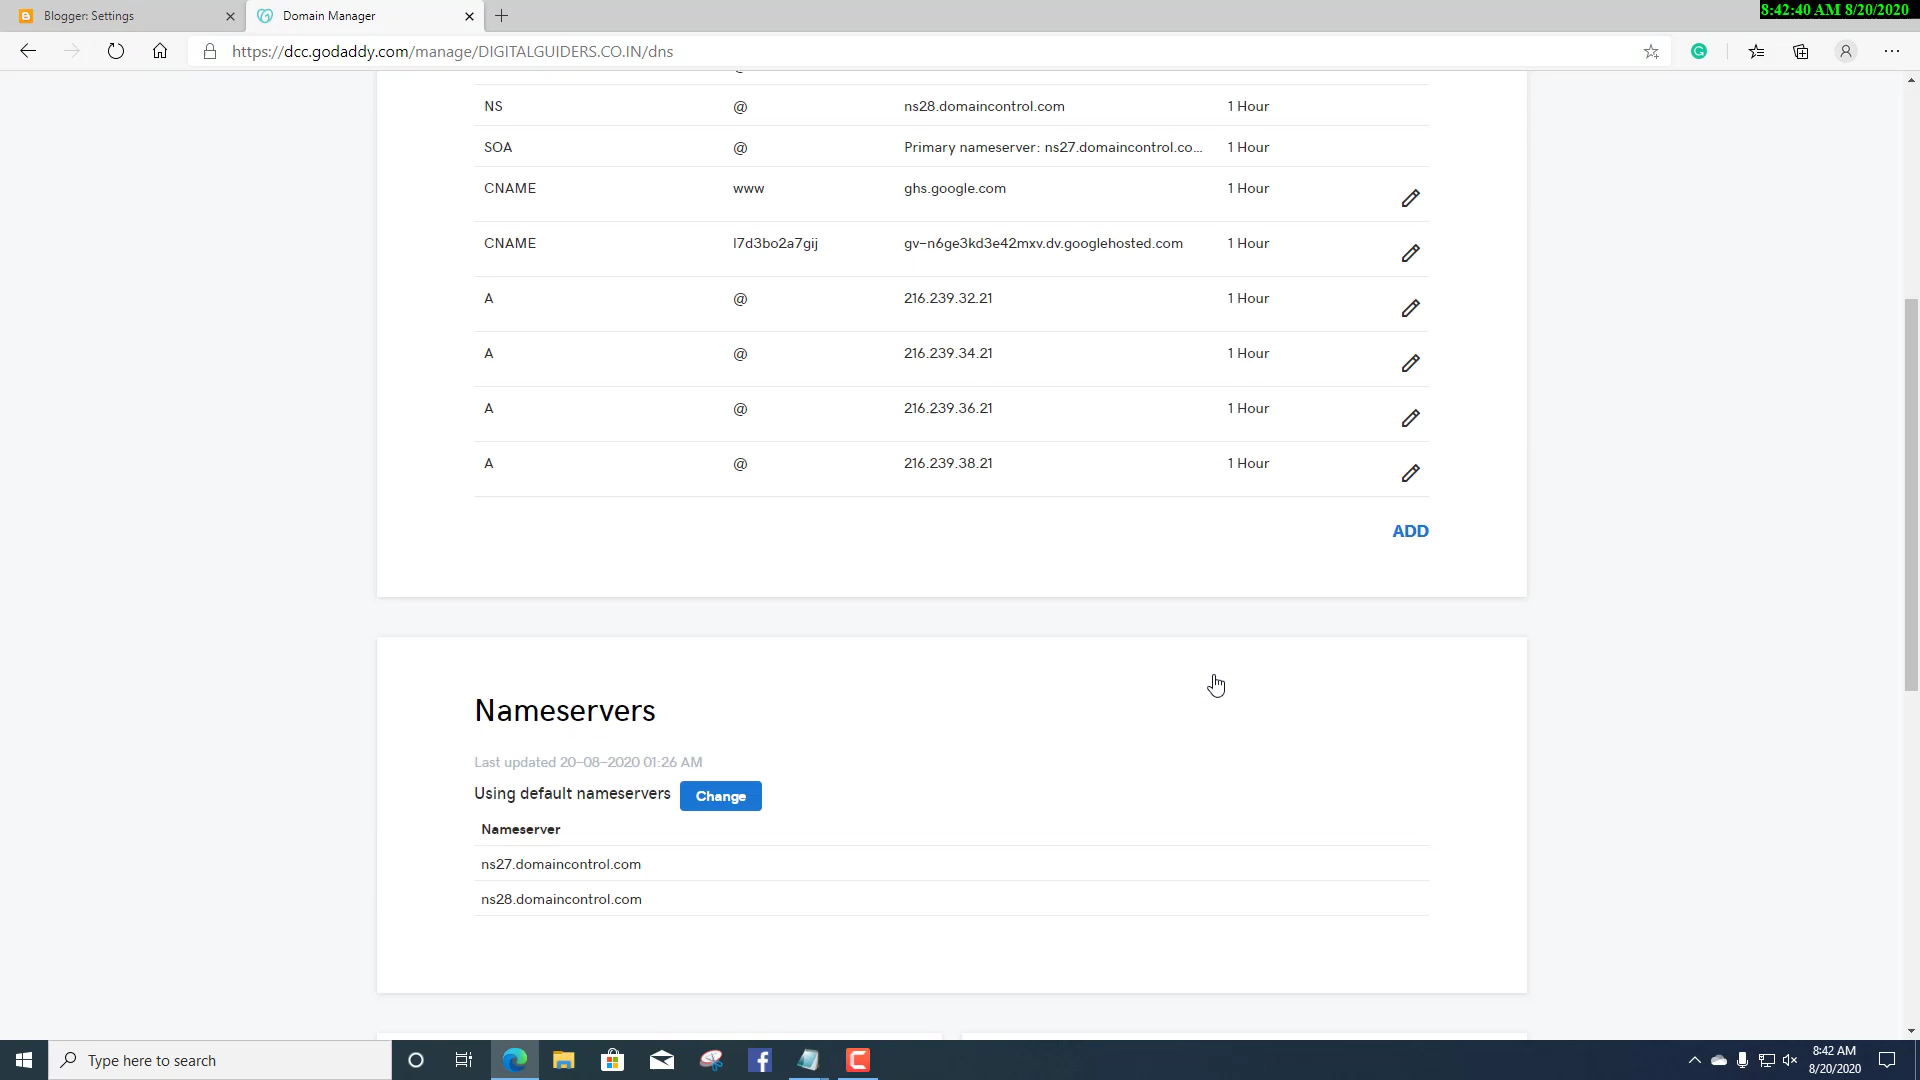 Blogger: Settings
Domain Manager
8:42:40 AM 8/20/2020
https://dcc.godaddy.com/manage/DIGITALGUIDERS.CO.IN/dns
NS @ ns28.domaincontrol.com 1 Hour
SOA @ Primary nameserver: ns27.domaincontrol.co... 1 Hour
CNAME www ghs.google.com 1 Hour
CNAME l7d3bo2a7gij gv-n6ge3kd3e42mxv.dv.googlehosted.com 1 Hour
A @ 216.239.32.21 1 Hour
A @ 216.239.34.21 1 Hour
A @ 216.239.36.21 1 Hour
A @ 216.239.38.21 1 Hour
ADD
Nameservers
Last updated 20-08-2020 01:26 AM
Using default nameservers Change
Nameserver
ns27.domaincontrol.com
ns28.domaincontrol.com
Type here to search
8:42 AM
8/20/2020